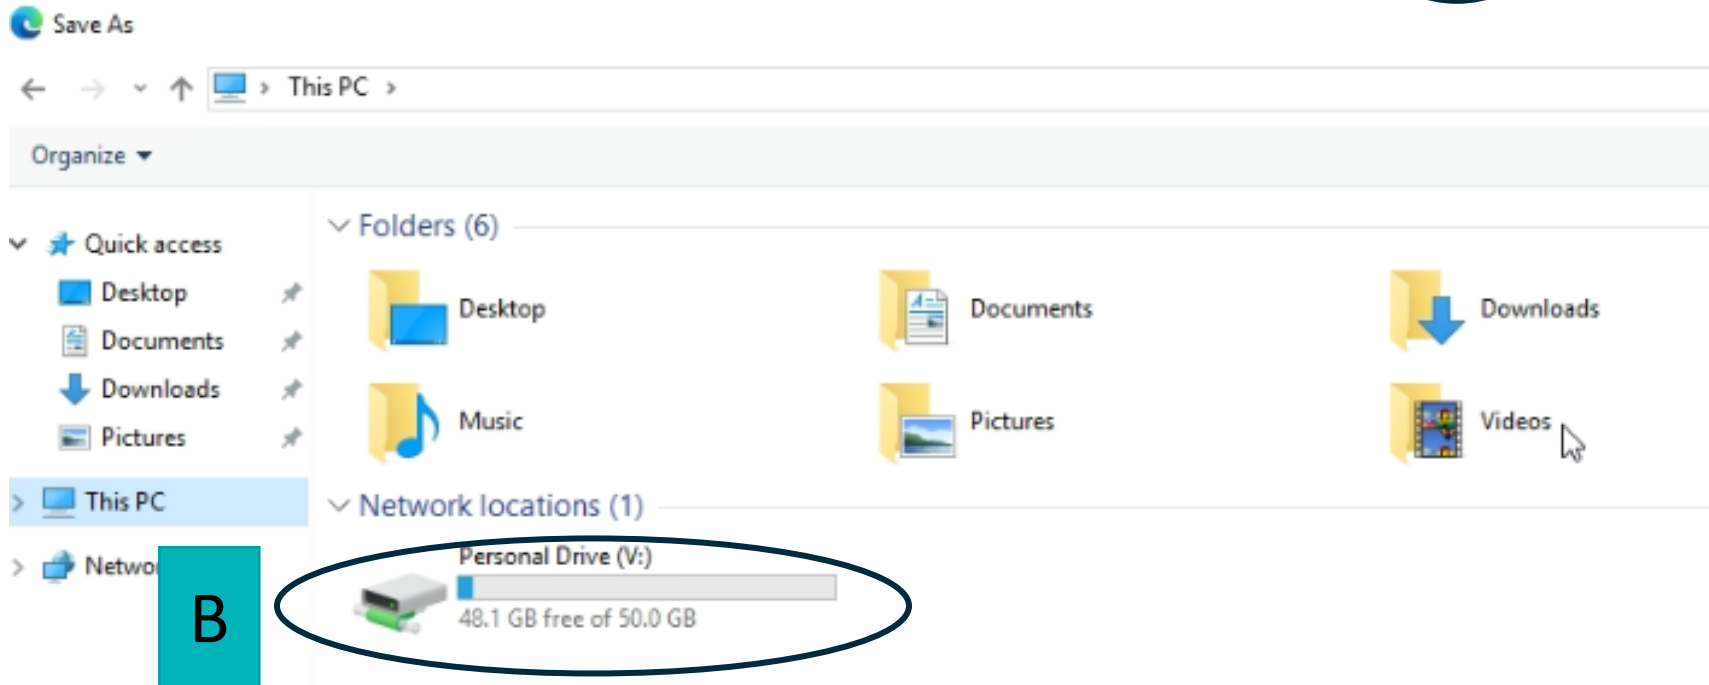 Save As
This PC
Organize
Quick access
Desktop
Documents
Downloads
Pictures
This PC
Netwo
Folders (6)
Desktop
Documents
Downloads
Music
Pictures
Videos
Network locations (1)
Personal Drive (V:)
48.1 GB free of 50.0 GB
B